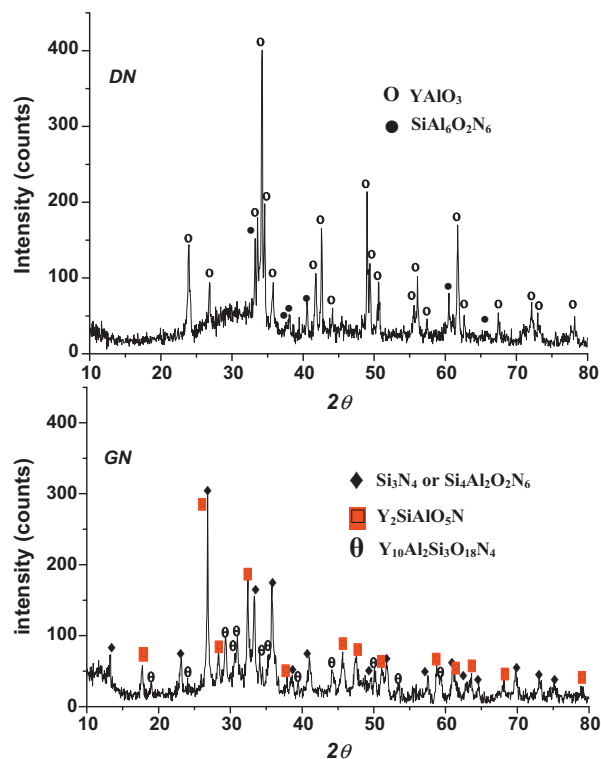 400
DN
O YAlO₃
● SiAl₆O₂N₆
300
200
100
0
Intensity (counts)
10 20 30 40 50 60 70 80
2θ
400
GN
◆ Si₃N₄ or Si₄Al₂O₂N₆
Y₂SiAlO₅N
θ Y₁₀Al₂Si₃O₁₈N₄
300
200
100
0
intensity (counts)
10 20 30 40 50 60 70 80
2θ